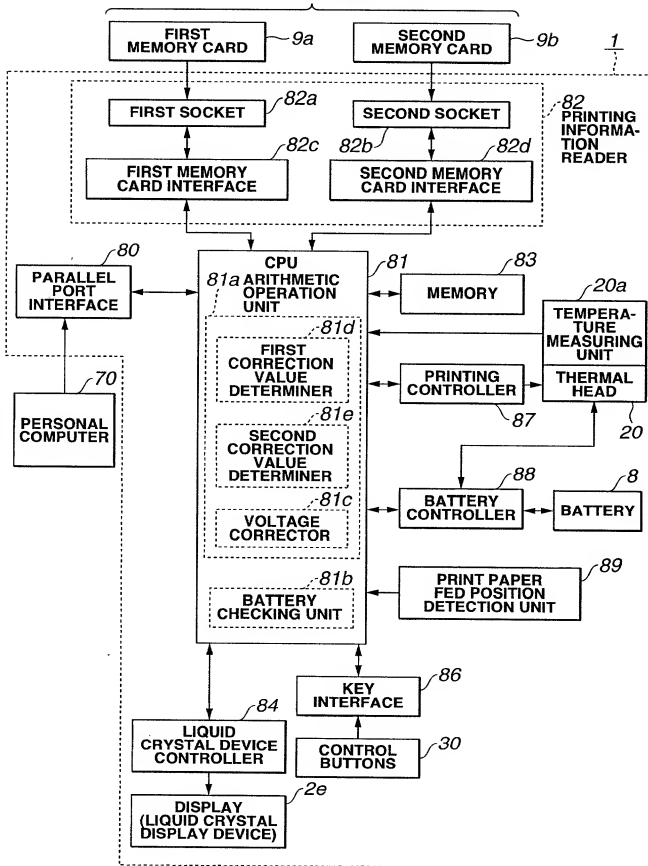 FIRST
MEMORY CARD
9a
SECOND
MEMORY CARD
9b
1
FIRST SOCKET
82a
SECOND SOCKET
82b
82
PRINTING
INFORMA-
TION
READER
82c
FIRST MEMORY
CARD INTERFACE
82d
SECOND MEMORY
CARD INTERFACE
80
PARALLEL
PORT
INTERFACE
CPU
81
81a
ARITHMETIC
OPERATION
UNIT
83
MEMORY
20a
TEMPERA-
TURE
MEASURING
UNIT
81d
FIRST
CORRECTION
VALUE
DETERMINER
PRINTING
CONTROLLER
87
THERMAL
HEAD
20
70
PERSONAL
COMPUTER
81e
SECOND
CORRECTION
VALUE
DETERMINER
88
BATTERY
CONTROLLER
8
BATTERY
81c
VOLTAGE
CORRECTOR
81b
BATTERY
CHECKING UNIT
89
PRINT PAPER
FED POSITION
DETECTION UNIT
84
LIQUID
CRYSTAL DEVICE
CONTROLLER
86
KEY
INTERFACE
CONTROL
BUTTONS
30
2e
DISPLAY
(LIQUID CRYSTAL
DISPLAY DEVICE)